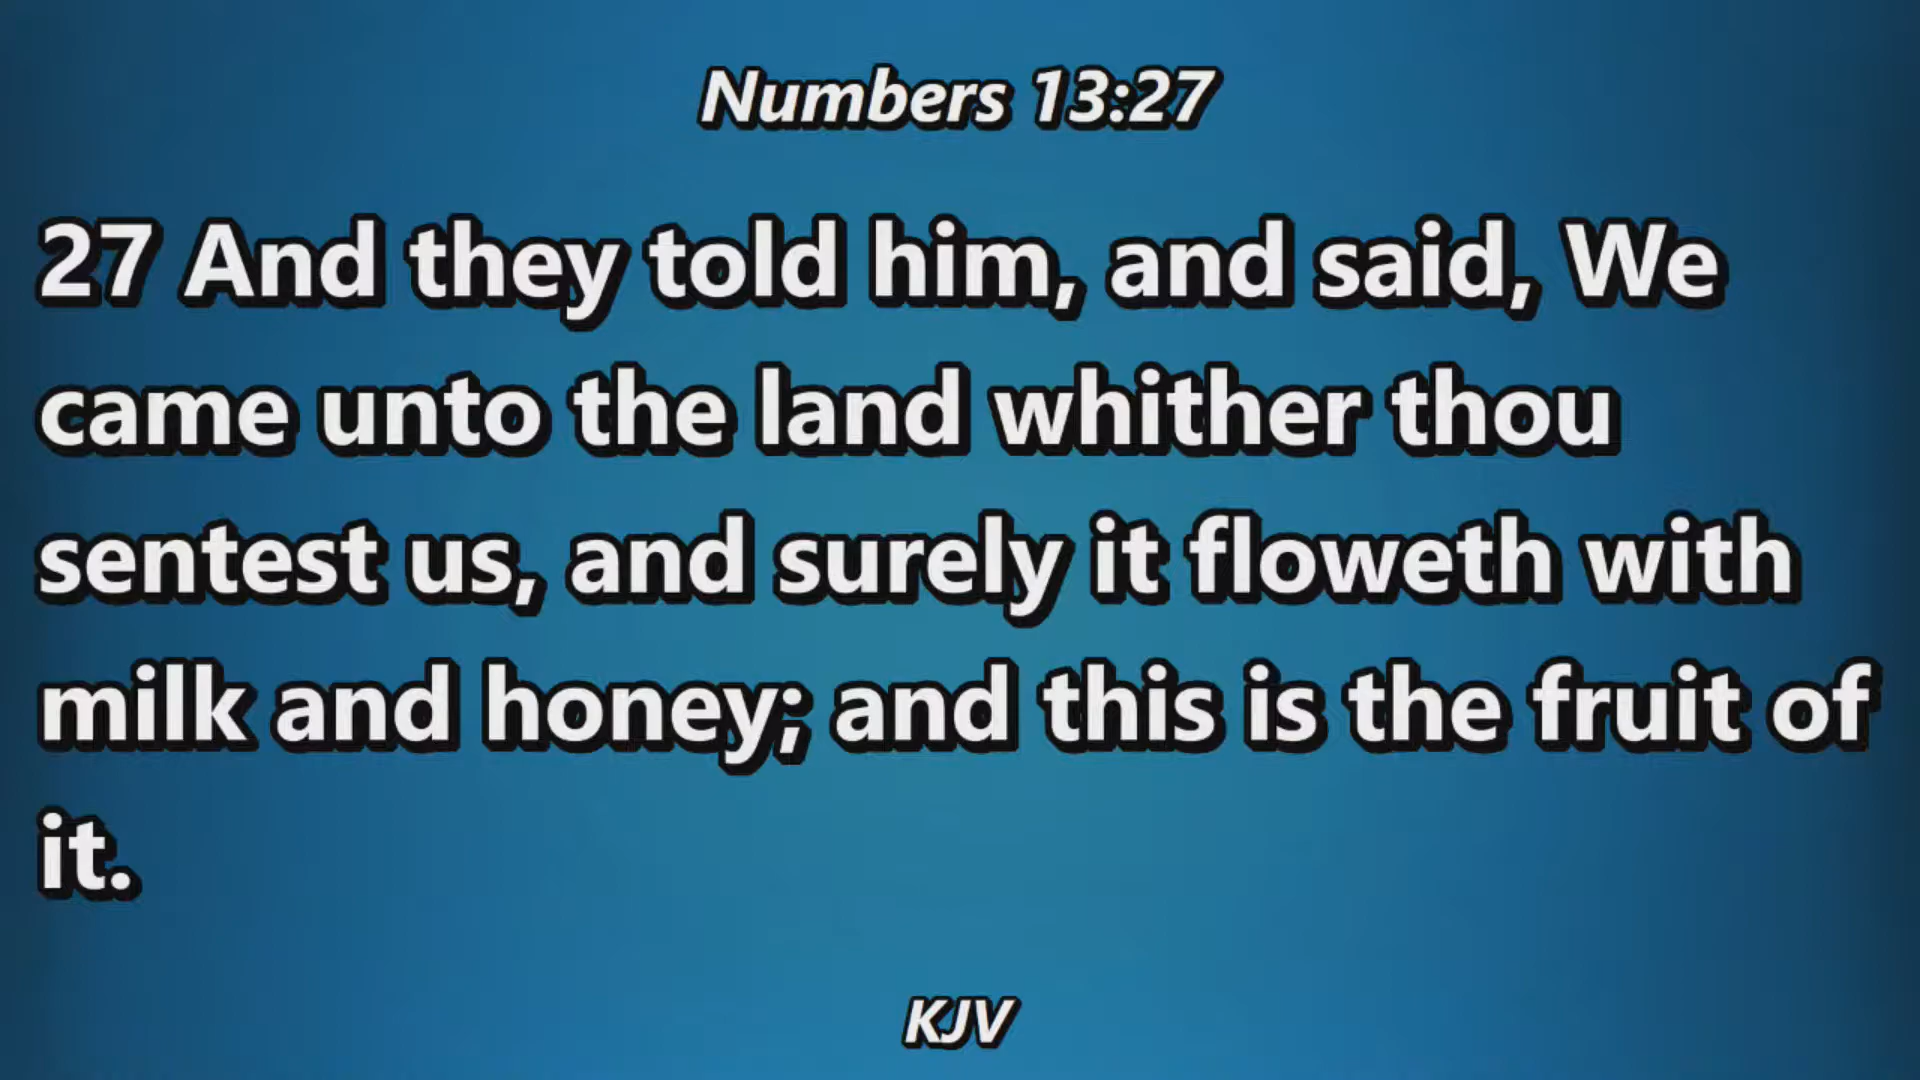 Numbers 13:27
27 And they told him, and said, We
came unto the land whither thou
sentest us, and surely it floweth with
milk and honey; and this is the fruit of
it.
KJV